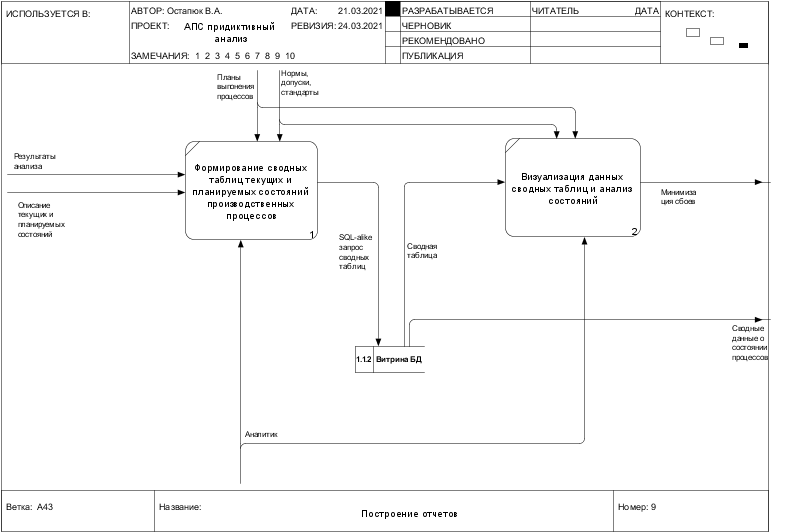 ИСПОЛЬЗУЕТСЯ В:
АВТОР: Остапюк В.А.
ДАТА: 21.03.2021
ПРОЕКТ: АПС придиктивный
анализ
РЕВИЗИЯ: 24.03.2021
ЗАМЕЧАНИЯ: 1 2 3 4 5 6 7 8 9 10
РАЗРАБАТЫВАЕТСЯ
ЧЕРНОВИК
РЕКОМЕНДОВАНО
ПУБЛИКАЦИЯ
ЧИТАТЕЛЬ
ДАТА
КОНТЕКСТ:
Планы
выполнения
процессов
Нормы,
допуски,
стандарты
Результаты
анализа
Описание
текущих и
планируемых
состояний
Формирование сводных
таблиц текущих и
планируемых состояний
производственных
процессов
1
SQL-alike
запрос
сводных
таблиц
Сводная
таблица
Визуализация данных
сводных таблиц и анализ
состояний
2
Минимиза
ция сбоев
1.1.2 Витрина БД
Сводные
данные о
состоянии
процессов
Аналитик
Ветка: А43
Название:
Построение отчетов
Номер: 9